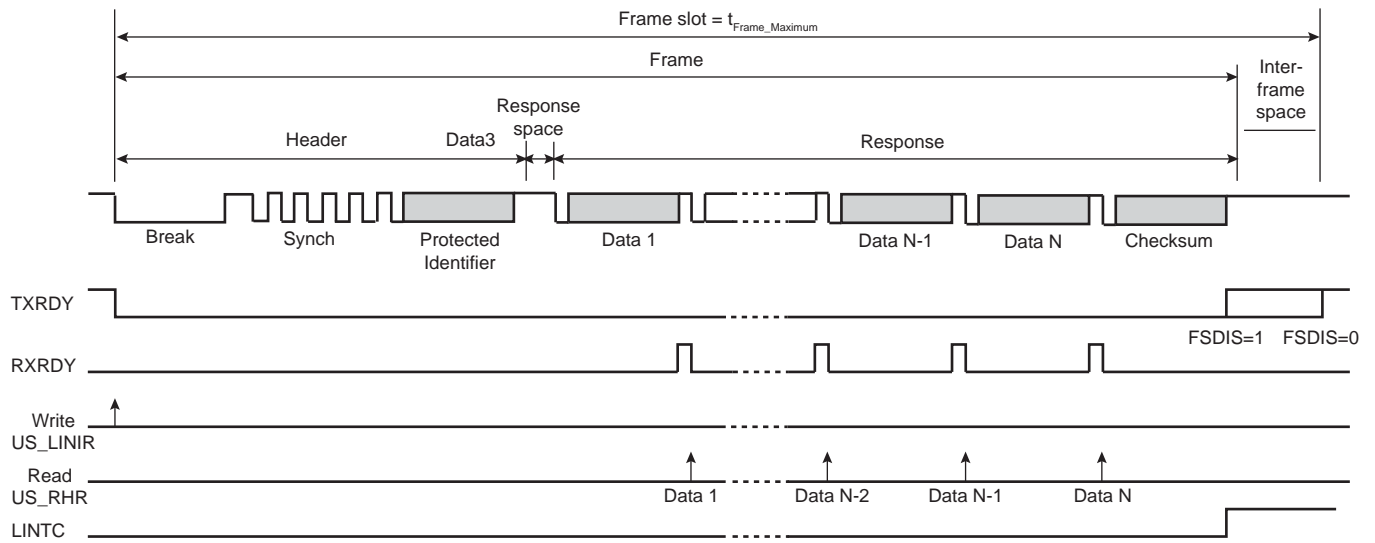 Frame slot = tFrame_Maximum
Frame
Inter-
frame
space
Response
space
Header
Data3
Response
Break
Synch
Protected
Identifier
Data 1
Data N-1
Data N
Checksum
TXRDY
FSDIS=1
FSDIS=0
RXRDY
Write
US_LINIR
Read
US_RHR
Data 1
Data N-2
Data N-1
Data N
LINTC